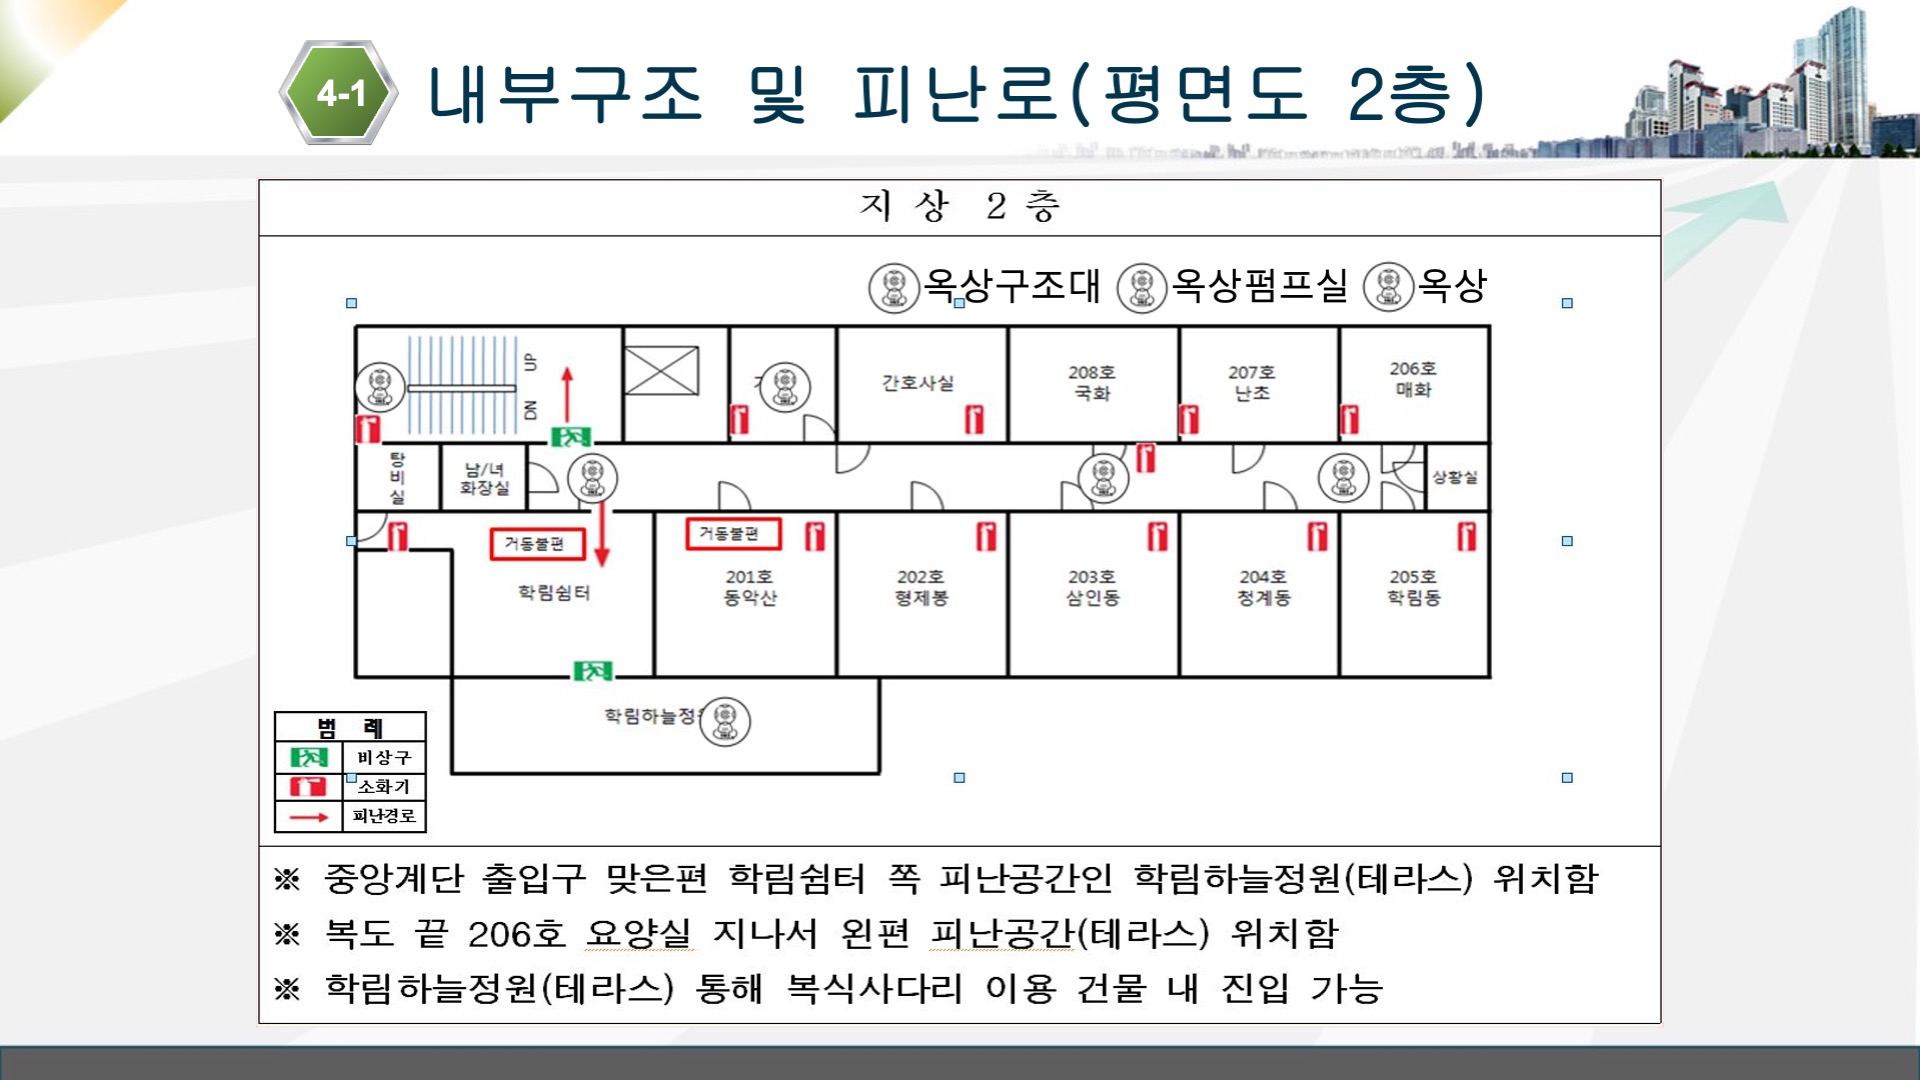 4-1
내부구조 및 피난로(평면도 2층)
지 상 2 층
옥상구조대 옥상펌프실 옥상
UP
DN
간호사실
208호
국화
207호
난초
206호
매화
탕
비
실
남/녀
화장실
상황실
거동불편
거동불편
학림쉼터
201호
동악산
202호
형제봉
203호
삼인동
204호
청계동
205호
학림동
학림하늘정
범 례
비상구
소화기
피난경로
※ 중앙계단 출입구 맞은편 학림쉼터 쪽 피난공간인 학림하늘정원(테라스) 위치함
※ 복도 끝 206호 요양실 지나서 왼편 피난공간(테라스) 위치함
※ 학림하늘정원(테라스) 통해 복식사다리 이용 건물 내 진입 가능